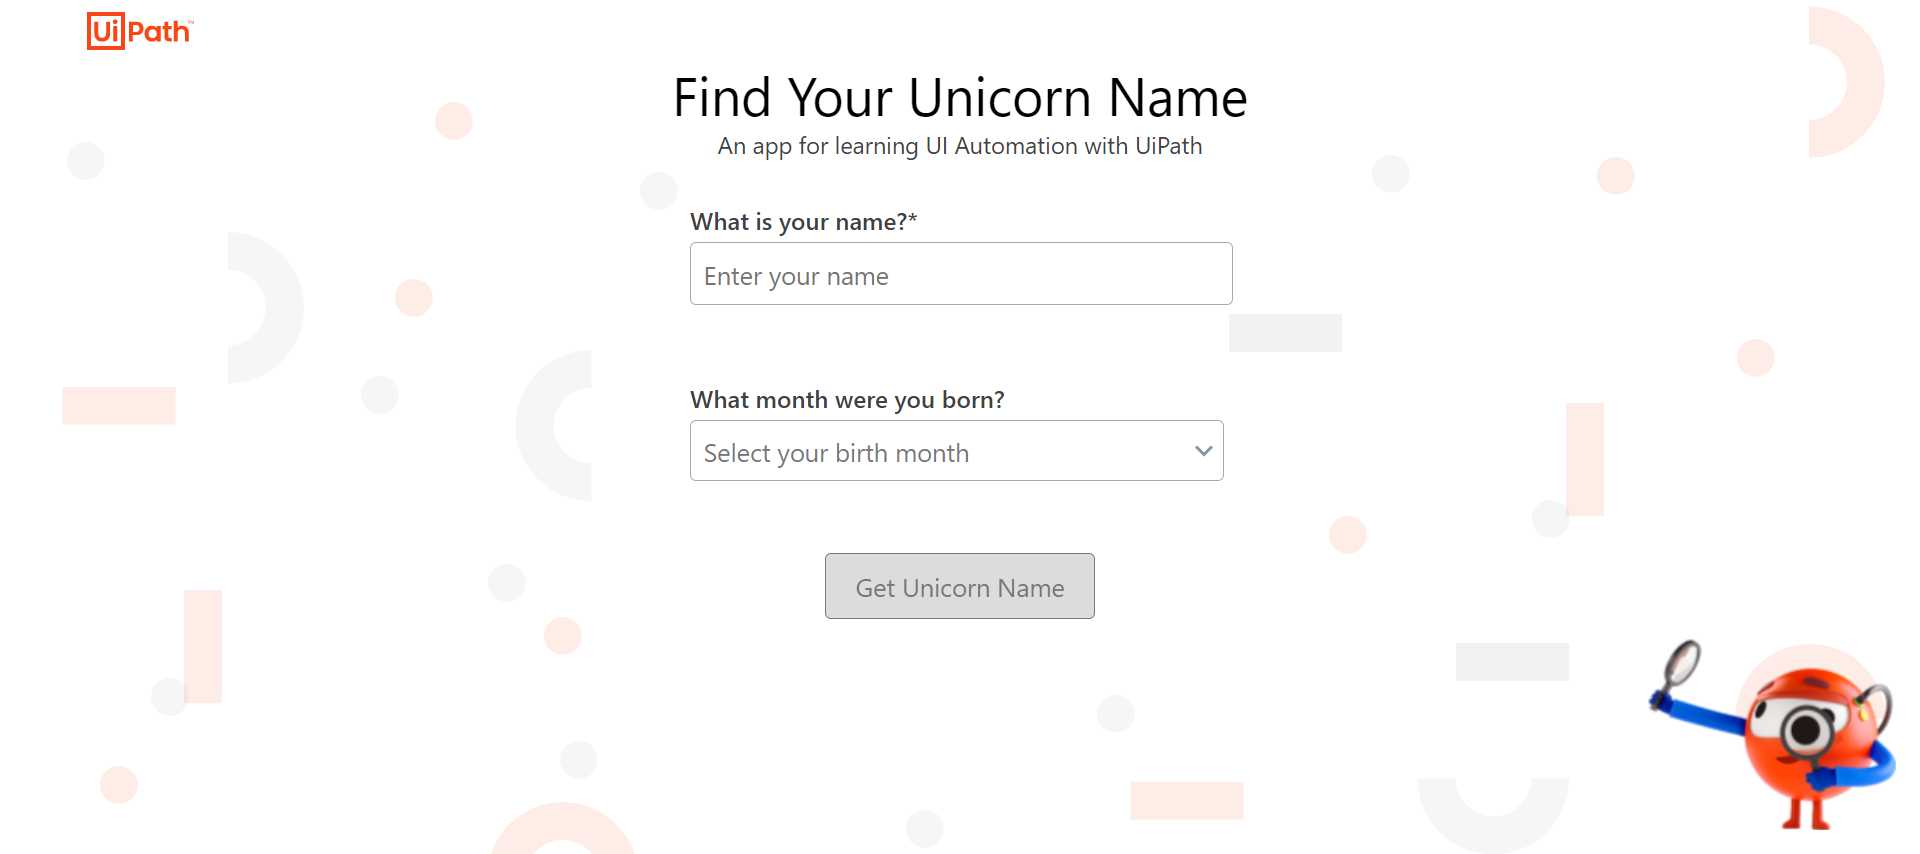 UiPath™
Find Your Unicorn Name
An app for learning UI Automation with UiPath
What is your name?*
Enter your name
What month were you born?
Select your birth month
Get Unicorn Name